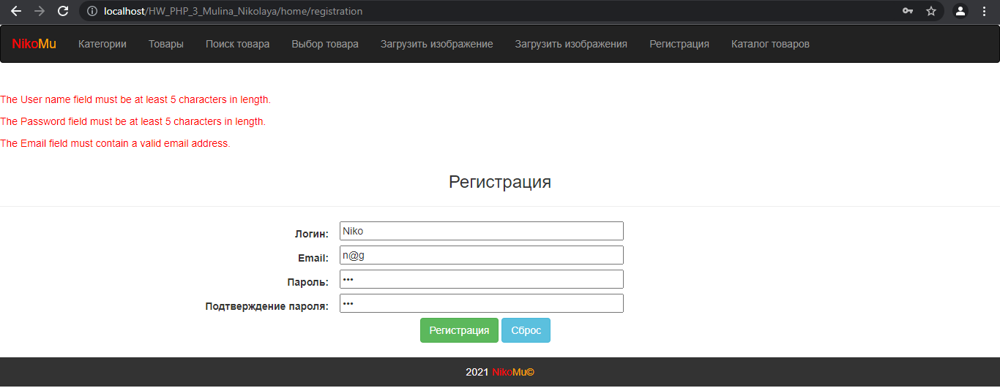 localhost/HW_PHP_3_Mulina_Nikolaya/home/registration
NikoMu Категории Товары Поиск товара Выбор товара Загрузить изображение Загрузить изображения Регистрация Каталог товаров
The User name field must be at least 5 characters in length.
The Password field must be at least 5 characters in length.
The Email field must contain a valid email address.
Регистрация
Логин: Niko
Email: n@g
Пароль: •••
Подтверждение пароля: •••
Регистрация Сброс
2021 NikoMu©